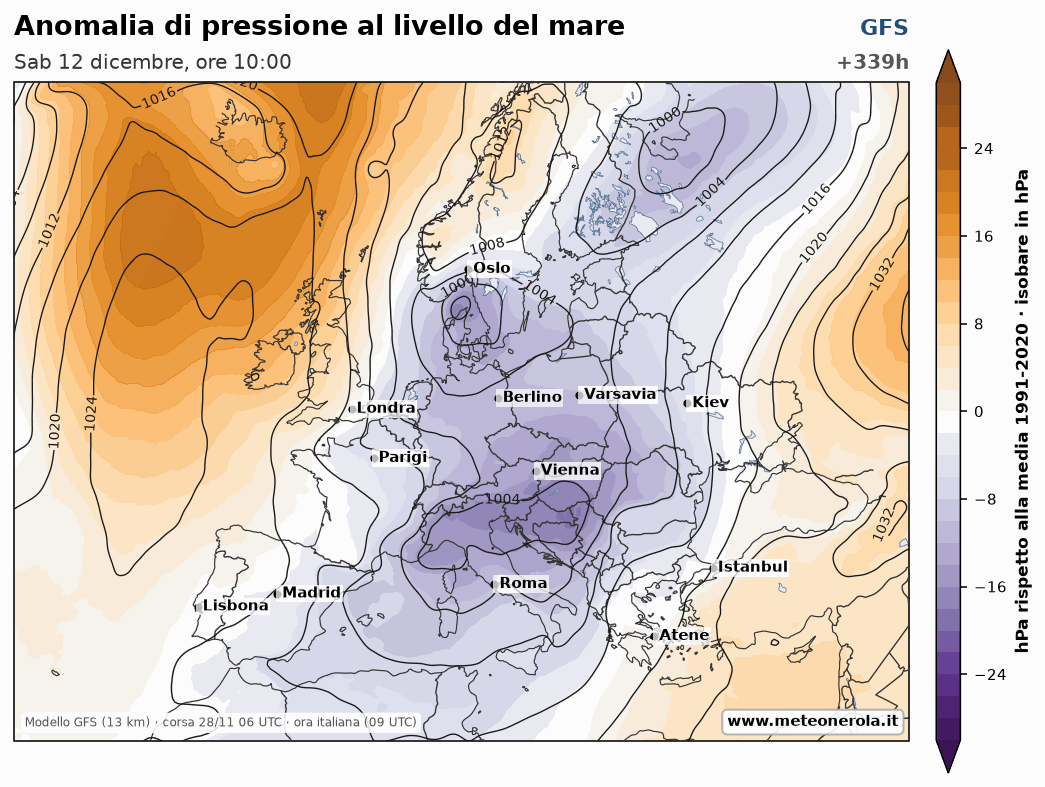 Anomalia di pressione al livello del mare
GFS
Sab 12 dicembre, ore 10:00
+339h
1016
1000
1012
1004
1016
1012
1020
1008
1032
Oslo
1004
1020
1024
Londra
Berlino
Varsavia
Kiev
Parigi
Vienna
1004
1032
Istanbul
Roma
Madrid
Lisbona
Atene
Modello GFS (13 km) · corsa 28/11 06 UTC · ora italiana (09 UTC)
www.meteonerola.it
24
16
8
0
−8
−16
−24
hPa rispetto alla media 1991-2020 · isobare in hPa